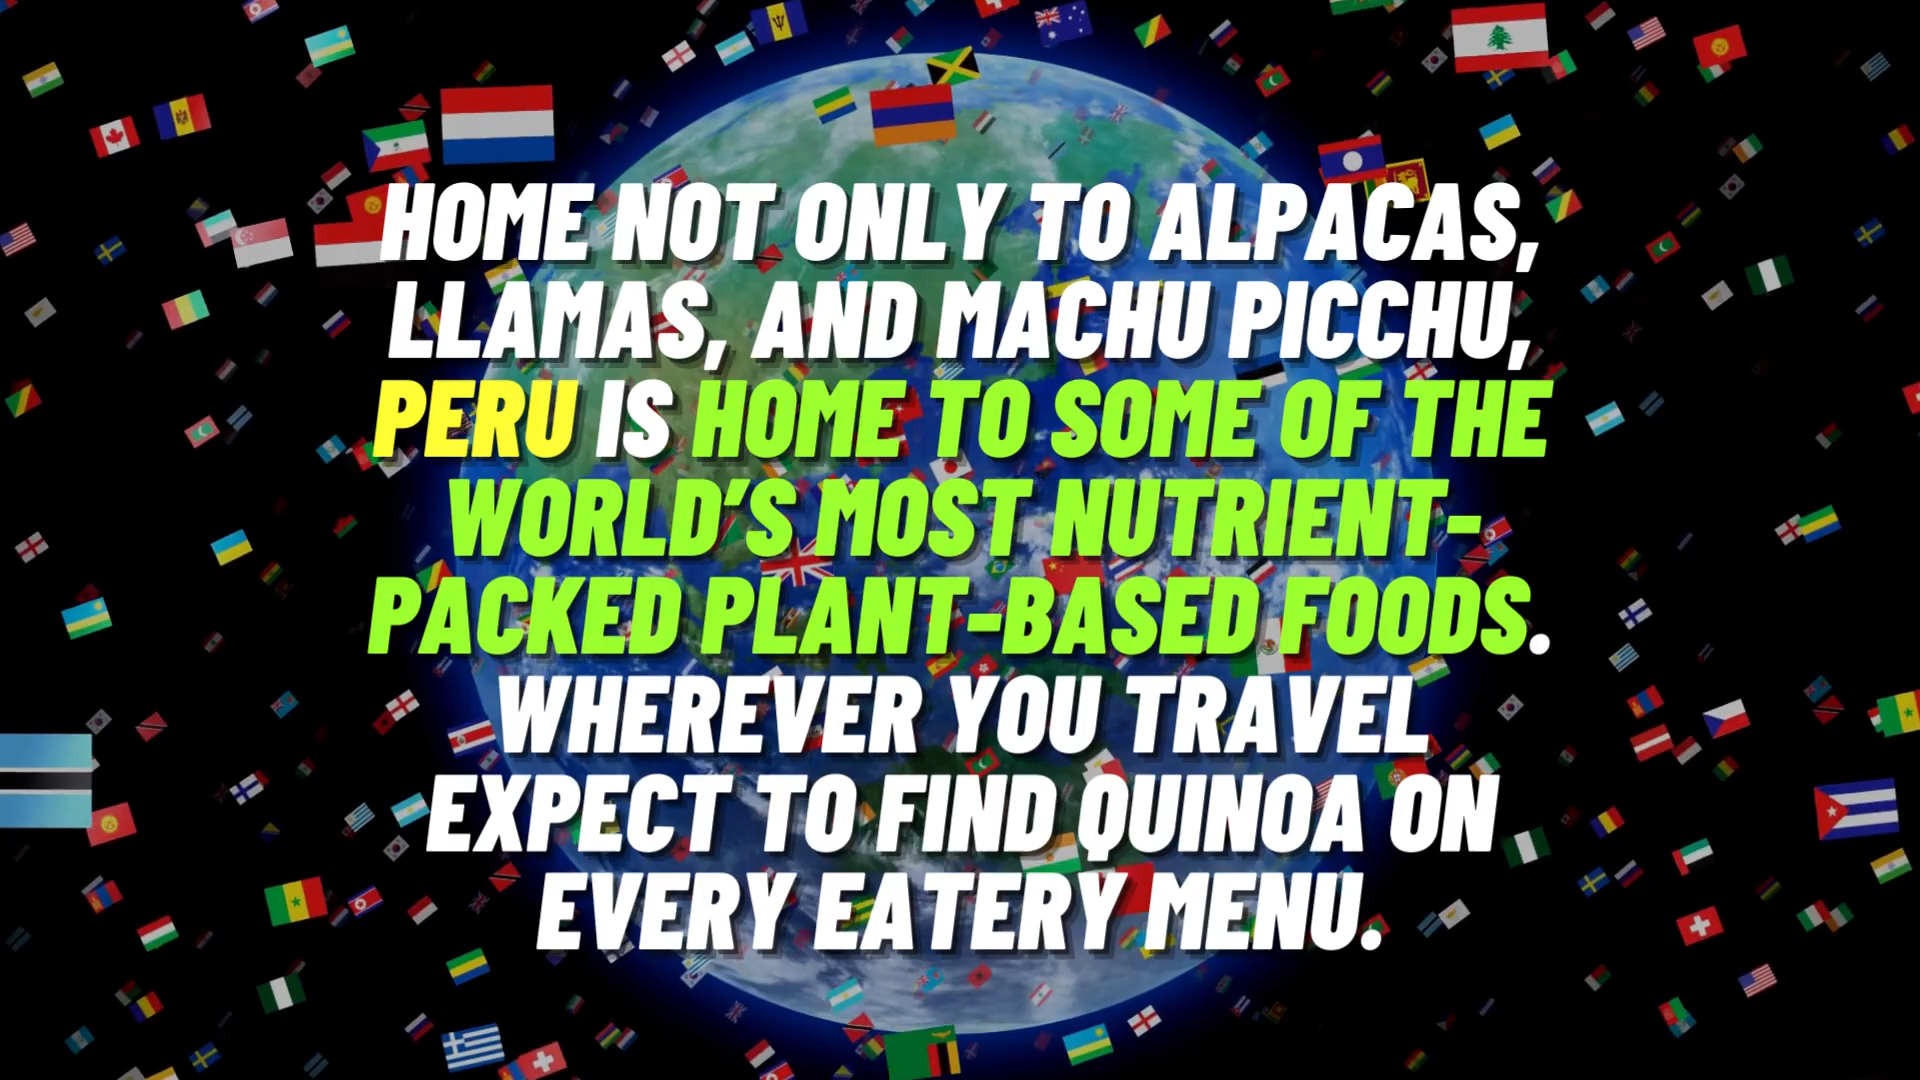 HOME NOT ONLY TO ALPACAS,
LLAMAS, AND MACHU PICCHU,
PERU IS HOME TO SOME OF THE
WORLD'S MOST NUTRIENT-
PACKED PLANT-BASED FOODS.
WHEREVER YOU TRAVEL
EXPECT TO FIND QUINOA ON
EVERY EATERY MENU.